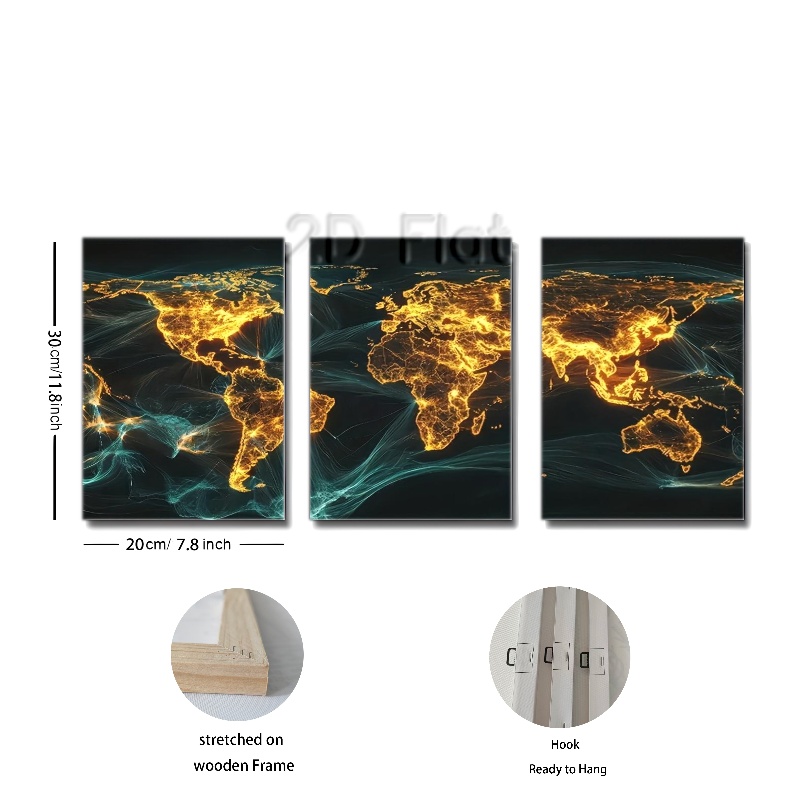 2D Flat
30cm/11.8inch
20cm/ 7.8 inch
stretched on
wooden Frame
Hook
Ready to Hang